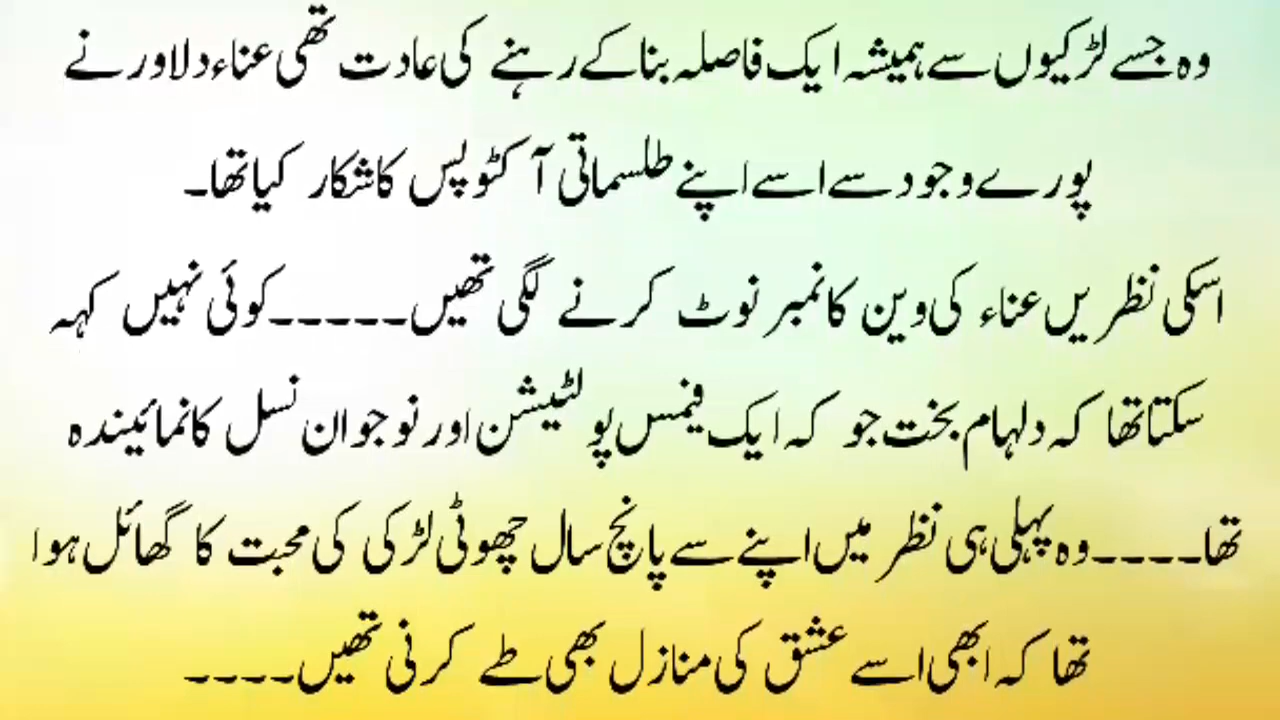 وہ جسے لڑکیوں سے ہمیشہ ایک فاصلہ بنا کے رہنے کی عادت تھی عناء دلاور نے
پورے وجود سے اسے اپنے طلسماتی آکٹوپس کا شکار کیا تھا۔
اسکی نظریں عناء کی وین کا نمبر نوٹ کرنے لگی تھیں۔۔۔۔۔کوئی نہیں کہہ
سکتا تھا کہ دلہام بخت جو کہ ایک فیمس پولٹیشن اور نوجوان نسل کا نمائیندہ
تھا۔۔۔۔وہ پہلی ہی نظر میں اپنے سے پانچ سال چھوٹی لڑکی کی محبت کا گھائل ہوا
تھا کہ ابھی اسے عشق کی منازل بھی طے کرنی تھیں۔۔۔۔